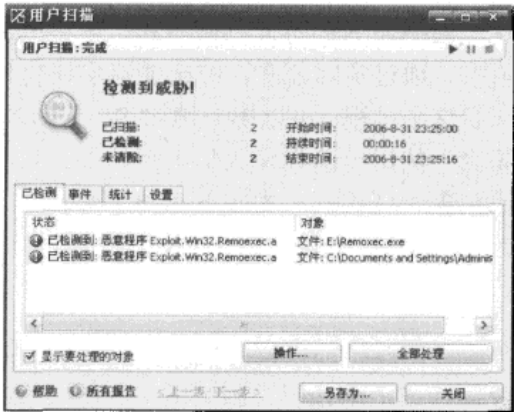 用户扫描
用户扫描:完成
检测到威胁!
已扫描: 2 开始时间: 2006-8-31 23:25:00
已检测: 2 持续时间: 00:00:16
未清除: 2 结束时间: 2006-8-31 23:25:16
已检测 事件 统计 设置
状态 对象
已检测到: 恶意程序 Exploit.Win32.Remoexec.a 文件: E:\Remoxec.exe
已检测到: 恶意程序 Exploit.Win32.Remoexec.a 文件: C:\Documents and Settings\Adminis
显示要处理的对象 操作... 全部处理
帮助 所有报告 <上一步 下一步> 另存为... 关闭